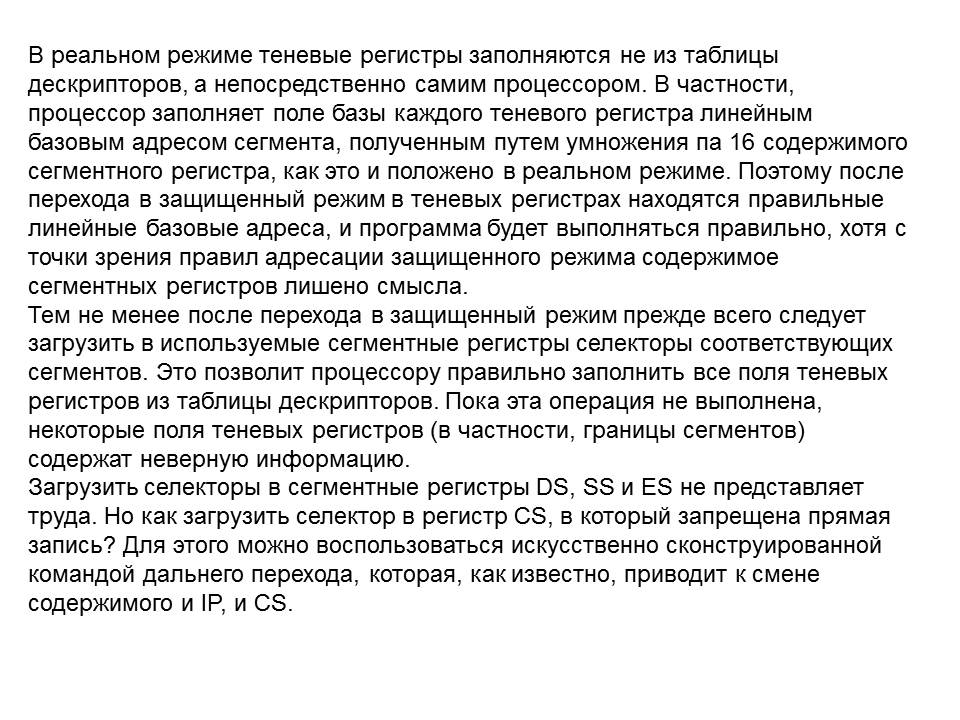 В реальном режиме теневые регистры заполняются не из таблицы
дескрипторов, а непосредственно самим процессором. В частности,
процессор заполняет поле базы каждого теневого регистра линейным
базовым адресом сегмента, полученным путем умножения па 16 содержимого
сегментного регистра, как это и положено в реальном режиме. Поэтому после
перехода в защищенный режим в теневых регистрах находятся правильные
линейные базовые адреса, и программа будет выполняться правильно, хотя с
точки зрения правил адресации защищенного режима содержимое
сегментных регистров лишено смысла.
Тем не менее после перехода в защищенный режим прежде всего следует
загрузить в используемые сегментные регистры селекторы соответствующих
сегментов. Это позволит процессору правильно заполнить все поля теневых
регистров из таблицы дескрипторов. Пока эта операция не выполнена,
некоторые поля теневых регистров (в частности, границы сегментов)
содержат неверную информацию.
Загрузить селекторы в сегментные регистры DS, SS и ES не представляет
труда. Но как загрузить селектор в регистр CS, в который запрещена прямая
запись? Для этого можно воспользоваться искусственно сконструированной
командой дальнего перехода, которая, как известно, приводит к смене
содержимого и IP, и CS.